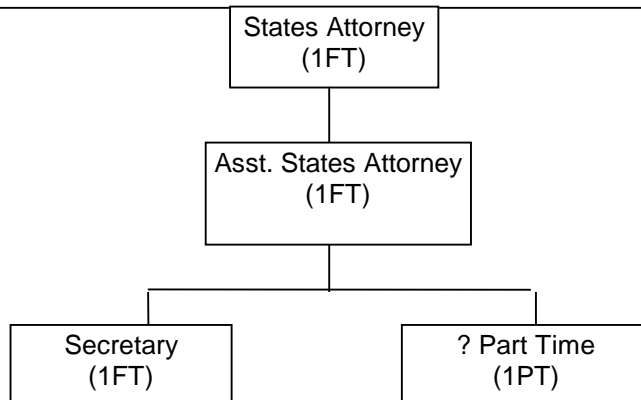 States Attorney
(1FT)
Asst. States Attorney
(1FT)
Secretary
(1FT)
? Part Time
(1PT)